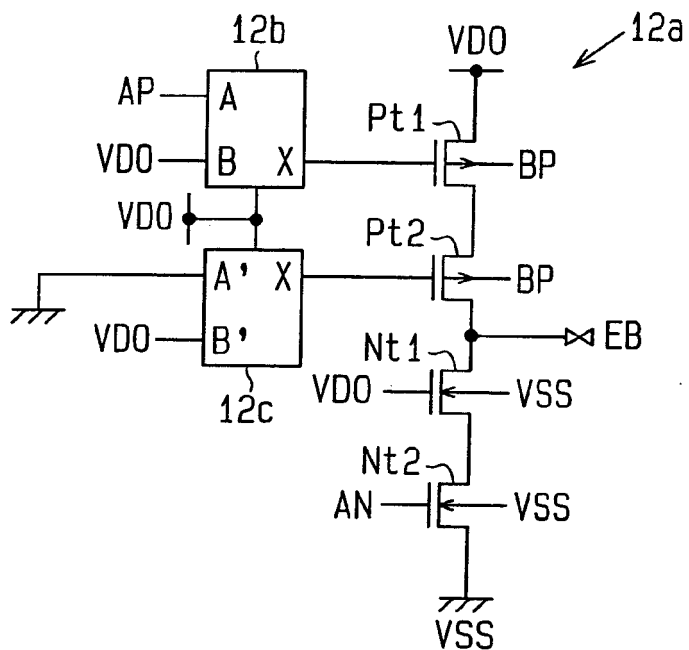 12b
VDO
12a
AP
A
Pt1
VDO
B
X
BP
VDO
Pt2
A'
X
BP
VDO
B'
Nt1
EB
12c
VDO
VSS
Nt2
AN
VSS
VSS